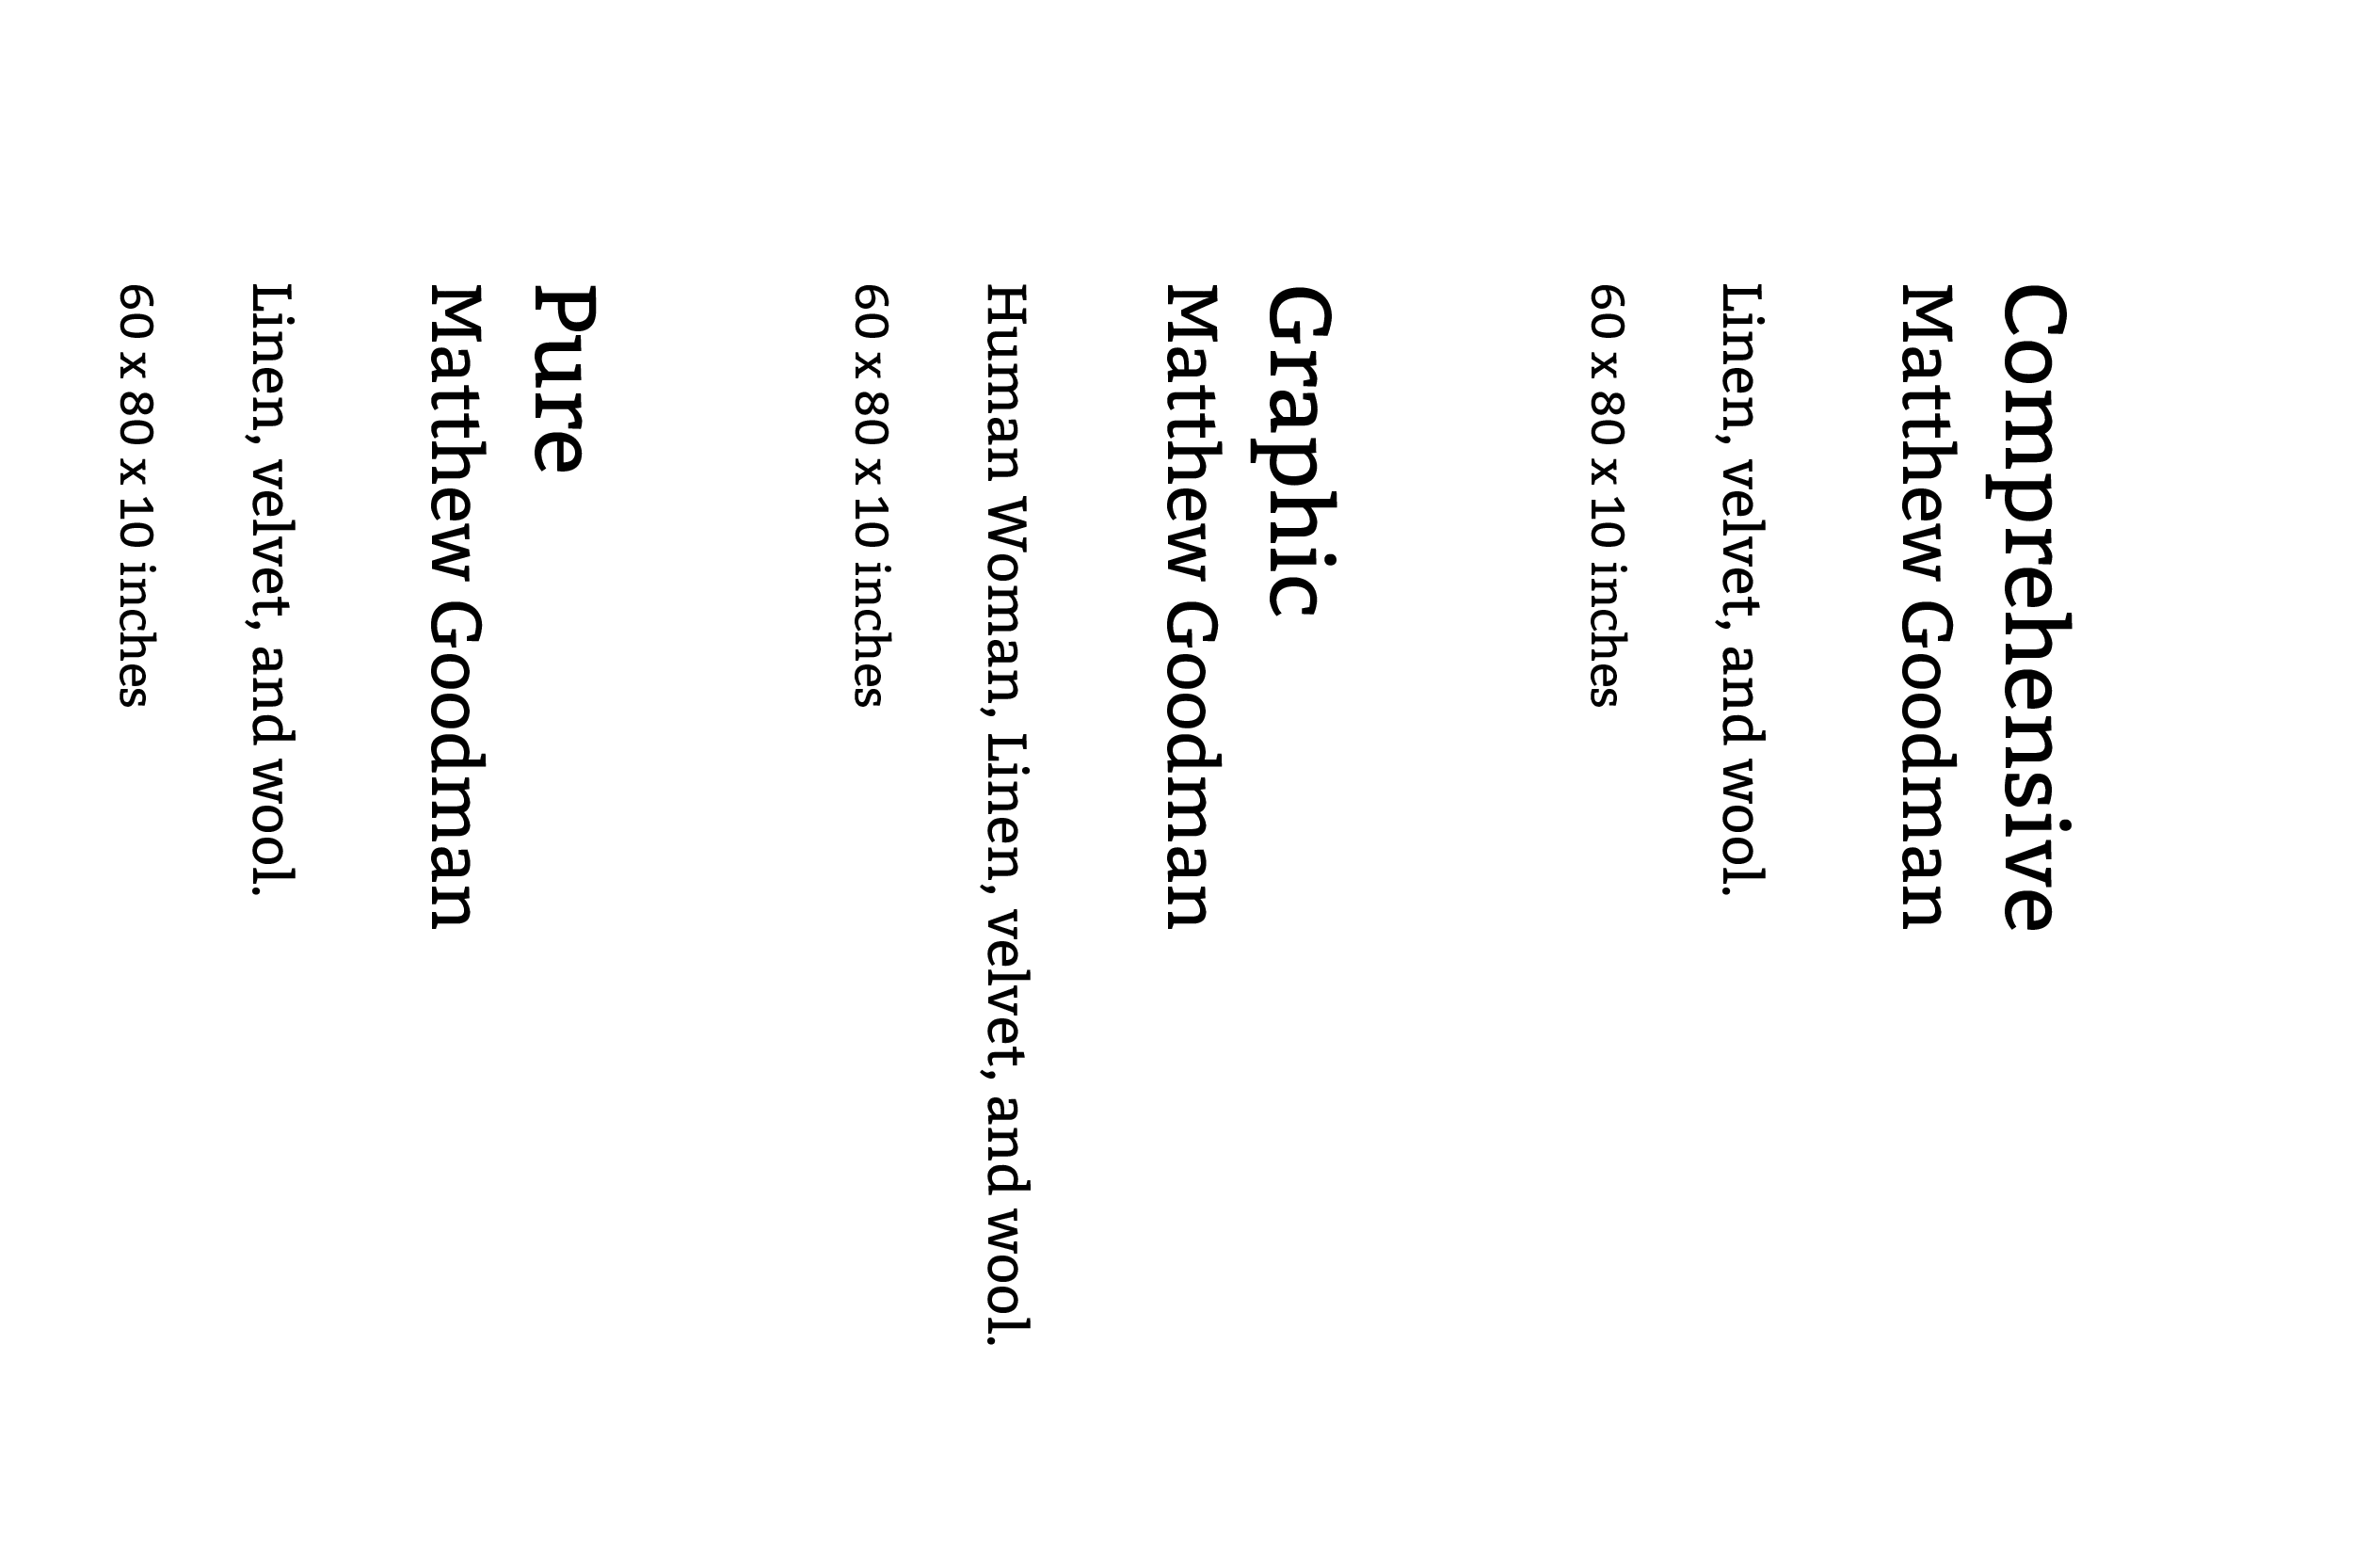 Comprehensive
Matthew Goodman
Linen, velvet, and wool.
60 x 80 x 10 inches
Graphic
Matthew Goodman
Human Woman, Linen, velvet, and wool.
60 x 80 x 10 inches
Pure
Matthew Goodman
Linen, velvet, and wool.
60 x 80 x 10 inches